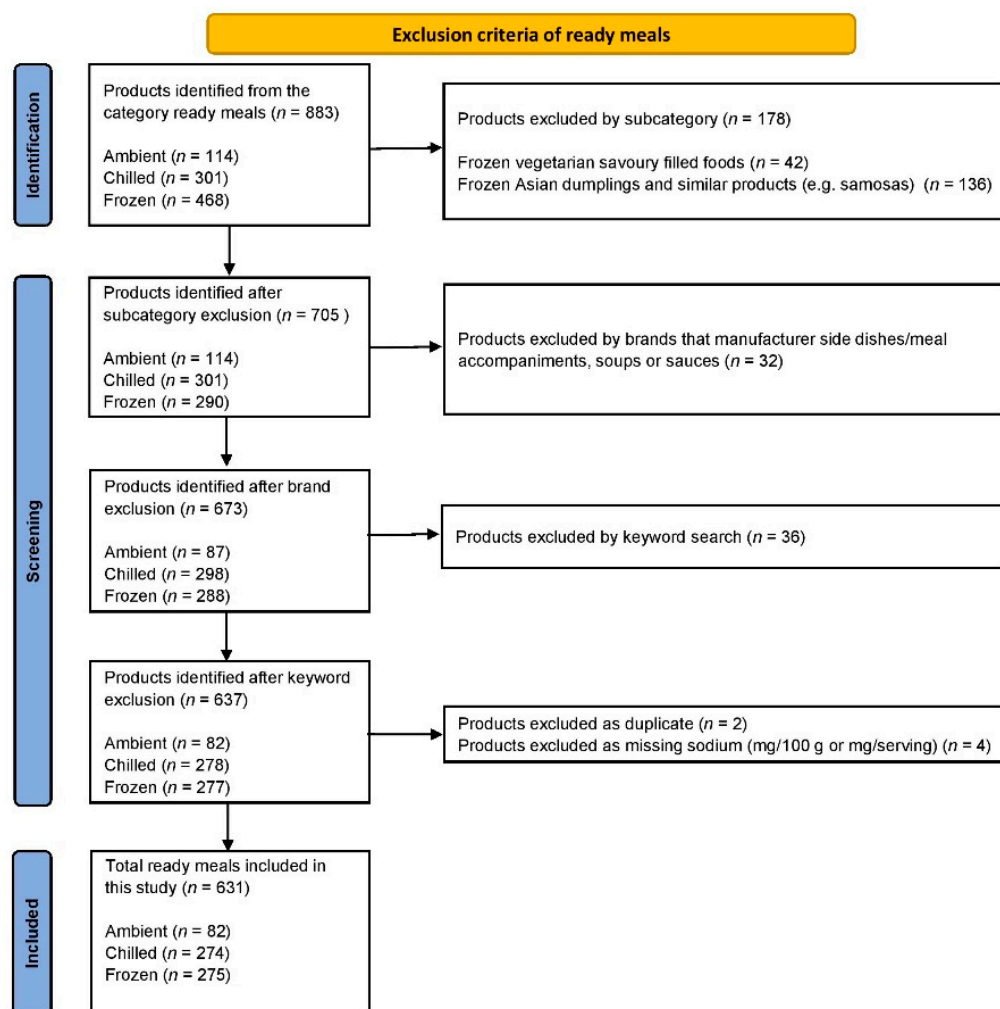 Exclusion criteria of ready meals
Identification
Products identified from the
category ready meals (n = 883)
Ambient (n = 114)
Chilled (n = 301)
Frozen (n = 468)
Products excluded by subcategory (n = 178)
Frozen vegetarian savoury filled foods (n = 42)
Frozen Asian dumplings and similar products (e.g. samosas) (n = 136)
Screening
Products identified after
subcategory exclusion (n = 705 )
Ambient (n = 114)
Chilled (n = 301)
Frozen (n = 290)
Products excluded by brands that manufacturer side dishes/meal
accompaniments, soups or sauces (n = 32)
Products identified after brand
exclusion (n = 673)
Ambient (n = 87)
Chilled (n = 298)
Frozen (n = 288)
Products excluded by keyword search (n = 36)
Products identified after keyword
exclusion (n = 637)
Ambient (n = 82)
Chilled (n = 278)
Frozen (n = 277)
Products excluded as duplicate (n = 2)
Products excluded as missing sodium (mg/100 g or mg/serving) (n = 4)
Included
Total ready meals included in
this study (n = 631)
Ambient (n = 82)
Chilled (n = 274)
Frozen (n = 275)